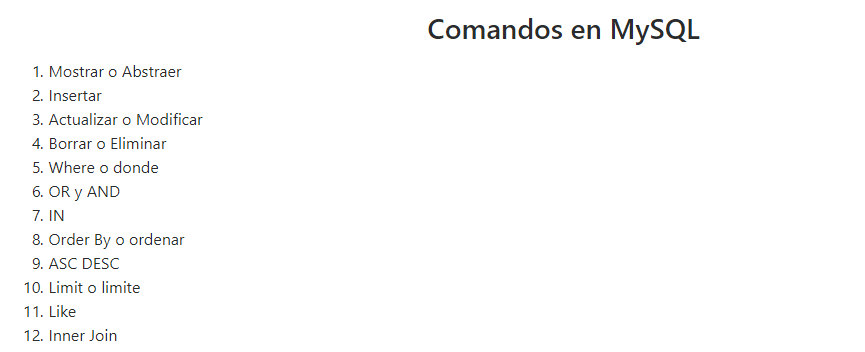 Comandos en MySQL
1. Mostrar o Abstraer
2. Insertar
3. Actualizar o Modificar
4. Borrar o Eliminar
5. Where o donde
6. OR y AND
7. IN
8. Order By o ordenar
9. ASC DESC
10. Limit o limite
11. Like
12. Inner Join